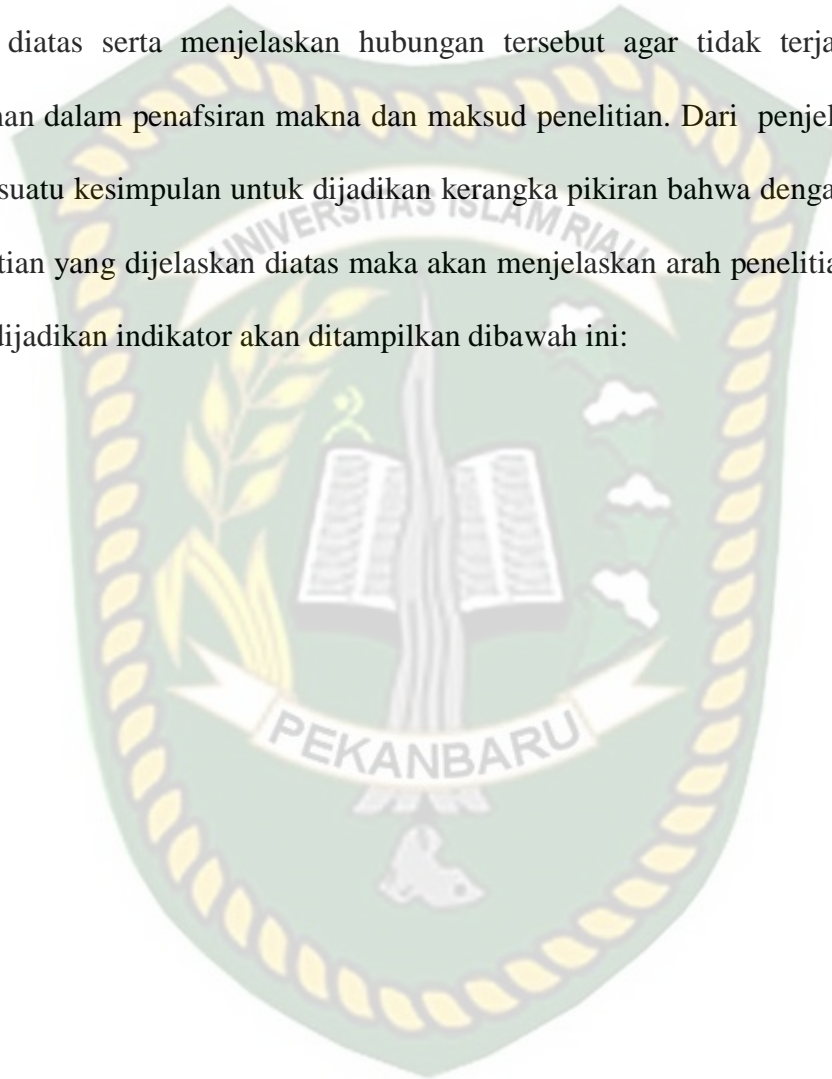 diatas serta menjelaskan hubungan tersebut agar tidak terja
nan dalam penafsiran makna dan maksud penelitian. Dari penjel
suatu kesimpulan untuk dijadikan kerangka pikiran bahwa denga
tian yang dijelaskan diatas maka akan menjelaskan arah penelitia
dijadikan indikator akan ditampilkan dibawah ini:
UNIVERSITAS ISLAM RIAU
PEKANBARU